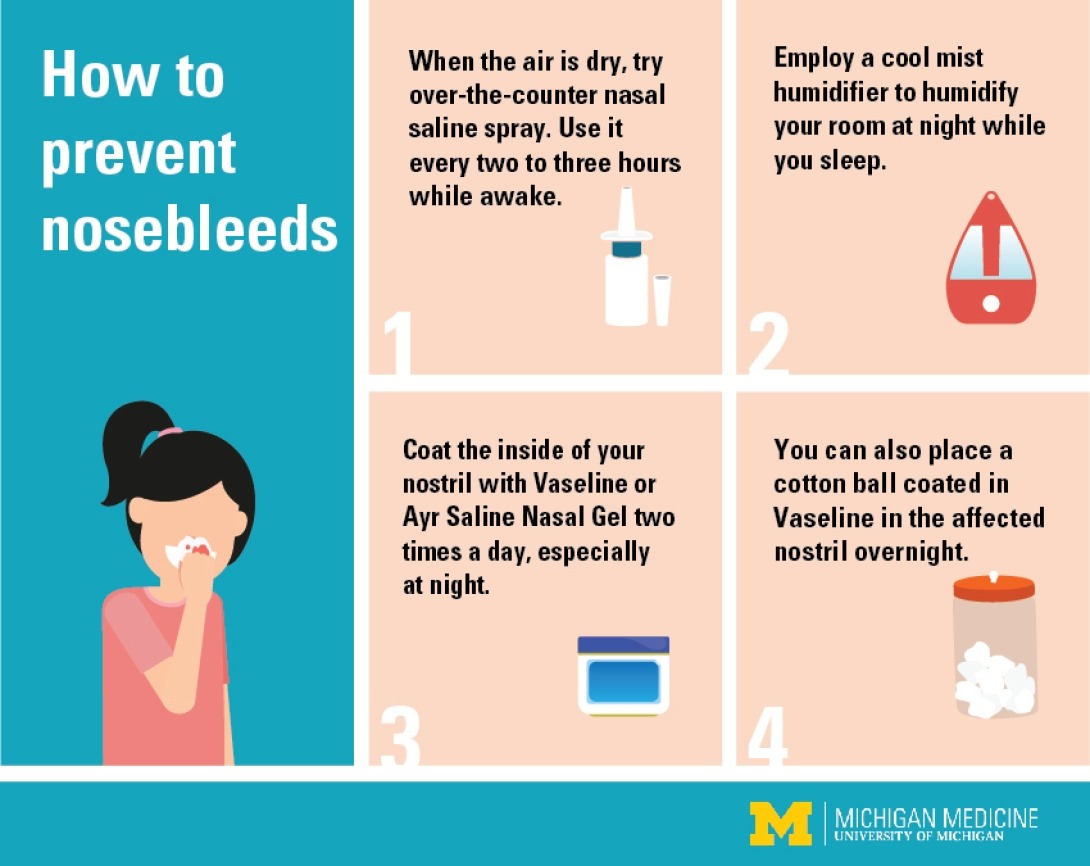 How to
prevent
nosebleeds
When the air is dry, try
over-the-counter nasal
saline spray. Use it
every two to three hours
while awake.
1
Employ a cool mist
humidifier to humidify
your room at night while
you sleep.
2
Coat the inside of your
nostril with Vaseline or
Ayr Saline Nasal Gel two
times a day, especially
at night.
3
You can also place a
cotton ball coated in
Vaseline in the affected
nostril overnight.
4
M
MICHIGAN MEDICINE
UNIVERSITY OF MICHIGAN